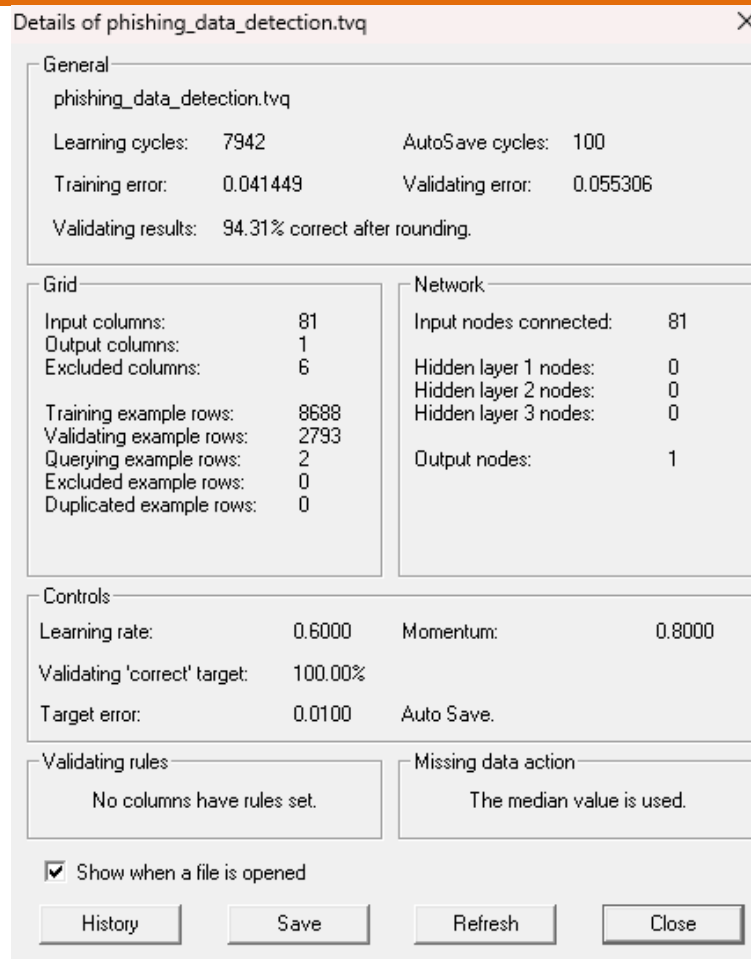 Details of phishing_data_detection.tvq
General
phishing_data_detection.tvq
Learning cycles: 7942 AutoSave cycles: 100
Training error: 0.041449 Validating error: 0.055306
Validating results: 94.31% correct after rounding.
Grid
Input columns: 81
Output columns: 1
Excluded columns: 6
Training example rows: 8688
Validating example rows: 2793
Querying example rows: 2
Excluded example rows: 0
Duplicated example rows: 0
Network
Input nodes connected: 81
Hidden layer 1 nodes: 0
Hidden layer 2 nodes: 0
Hidden layer 3 nodes: 0
Output nodes: 1
Controls
Learning rate: 0.6000 Momentum: 0.8000
Validating 'correct' target: 100.00%
Target error: 0.0100 Auto Save.
Validating rules
No columns have rules set.
Missing data action
The median value is used.
Show when a file is opened
History Save Refresh Close